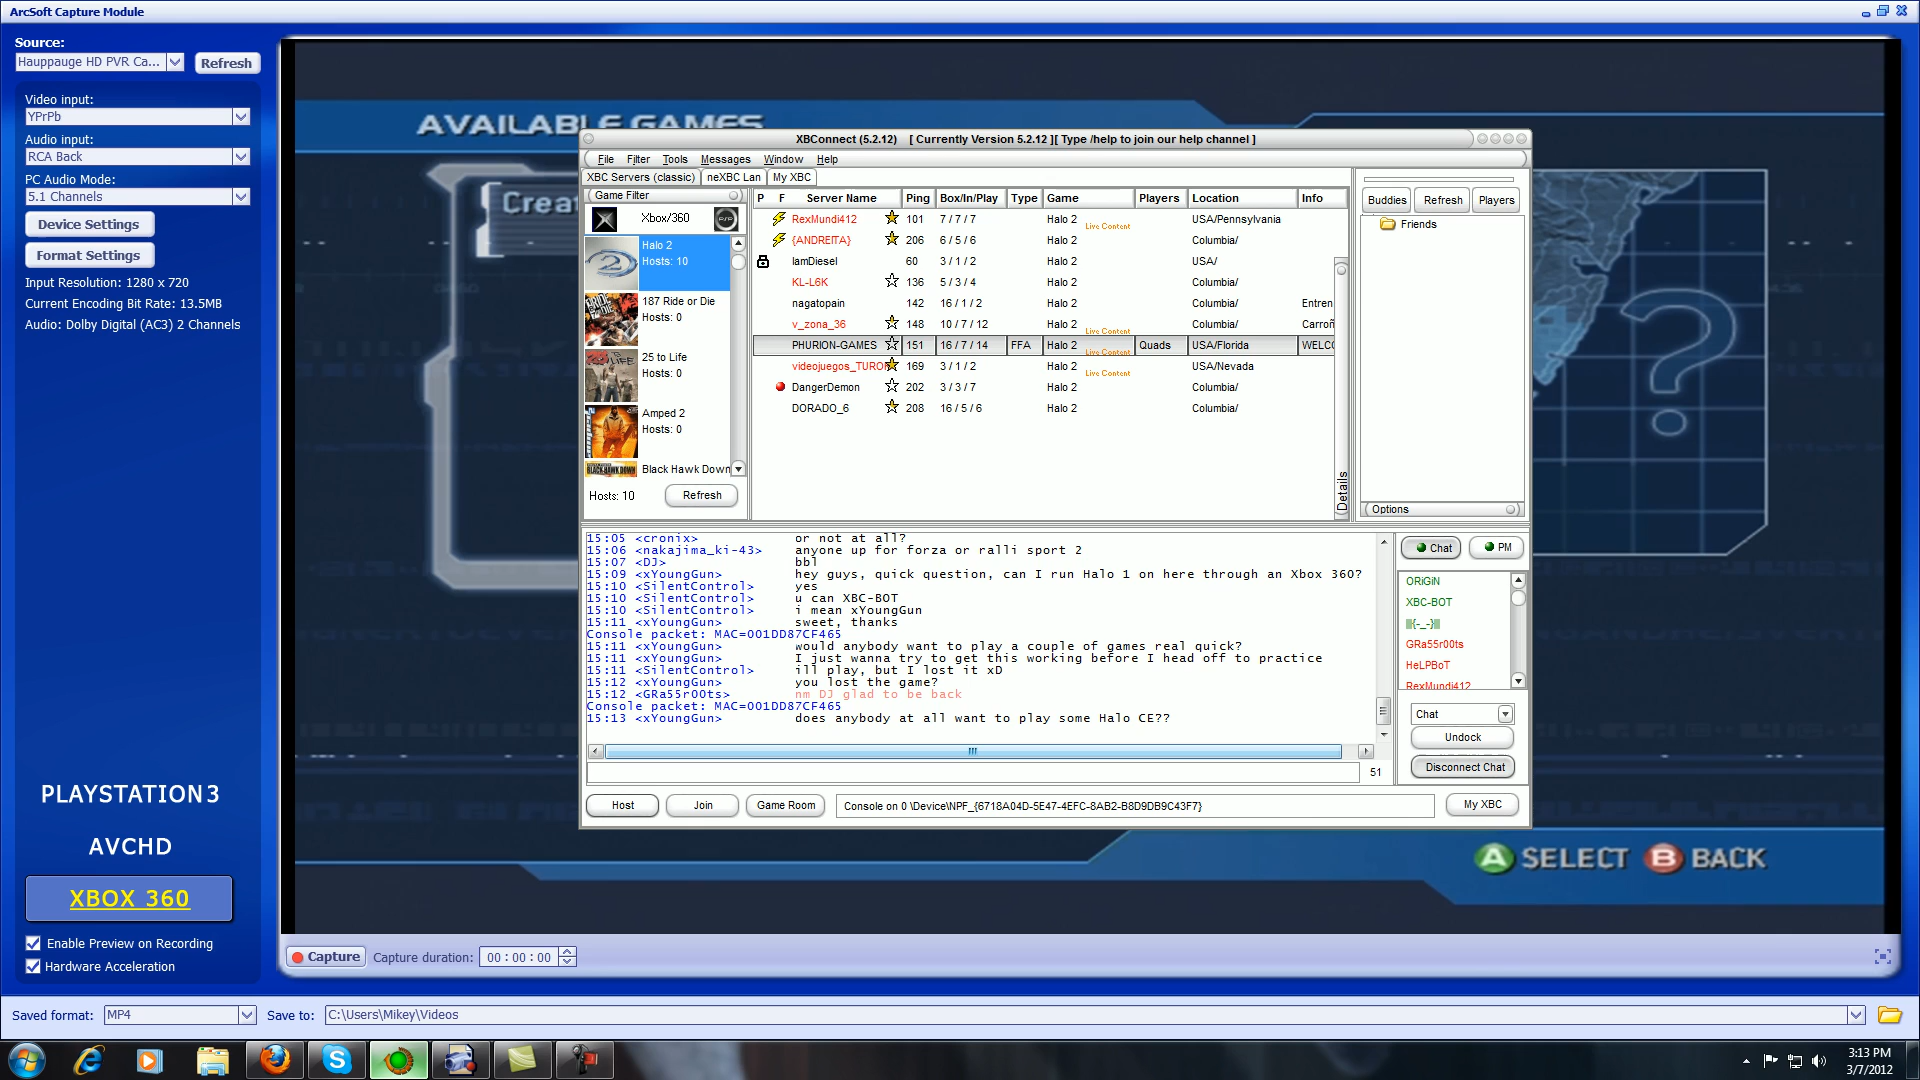 ArcSoft Capture Module
Source:
Hauppauge HD PVR Ca...
Refresh
Video input:
YPrPb
Audio input:
RCA Back
PC Audio Mode:
5.1 Channels
Device Settings
Format Settings
Input Resolution: 1280 x 720
Current Encoding Bit Rate: 13.5MB
Audio: Dolby Digital (AC3) 2 Channels
PLAYSTATION3
AVCHD
XBOX 360
Enable Preview on Recording
Hardware Acceleration
AVAILABLE GAMES
Crea
XBConnect (5.2.12) [ Currently Version 5.2.12 ][ Type /help to join our help channel ]
File Filter Tools Messages Window Help
XBC Servers (classic) neXBC Lan My XBC
Game Filter
Xbox/360
PSP
Halo 2
Hosts: 10
187 Ride or Die
Hosts: 0
25 to Life
Hosts: 0
Amped 2
Hosts: 0
Black Hawk Down
Hosts: 10 Refresh
P F Server Name Ping Box/In/Play Type Game Players Location Info
RexMundi412 101 7 / 7 / 7 Halo 2 Live Content USA/Pennsylvania
{ANDREITA} 206 6 / 5 / 6 Halo 2 Columbia/
IamDiesel 60 3 / 1 / 2 Halo 2 USA/
KL-L6K 136 5 / 3 / 4 Halo 2 Columbia/
nagatopain 142 16 / 1 / 2 Halo 2 Columbia/ Entren
v_zona_36 148 10 / 7 / 12 Halo 2 Live Content Columbia/ Carroñ
PHURION-GAMES 151 16 / 7 / 14 FFA Halo 2 Live Content Quads USA/Florida WELCO
videojuegos_TUROK 169 3 / 1 / 2 Halo 2 Live Content USA/Nevada
DangerDemon 202 3 / 3 / 7 Halo 2 Columbia/
DORADO_6 208 16 / 5 / 6 Halo 2 Columbia/
Details
Buddies Refresh Players
Friends
Options
15:05 <cronix> or not at all?
15:06 <nakajima_ki-43> anyone up for forza or ralli sport 2
15:07 <DJ> bbl
15:09 <xYoungGun> hey guys, quick question, can I run Halo 1 on here through an Xbox 360?
15:10 <SilentControl> yes
15:10 <SilentControl> u can XBC-BOT
15:10 <SilentControl> i mean xYoungGun
15:11 <xYoungGun> sweet, thanks
Console packet: MAC=001DD87CF465
15:11 <xYoungGun> would anybody want to play a couple of games real quick?
15:11 <xYoungGun> I just wanna try to get this working before I head off to practice
15:11 <SilentControl> ill play, but I lost it xD
15:12 <xYoungGun> you lost the game?
15:12 <GRa55r00ts> nm DJ glad to be back
Console packet: MAC=001DD87CF465
15:13 <xYoungGun> does anybody at all want to play some Halo CE??
51
Chat PM
ORiGiN
XBC-BOT
|||{-_-}|||
GRa55r00ts
HeLPBoT
RexMundi412
Chat
Undock
Disconnect Chat
Host Join Game Room Console on 0 \Device\NPF_{6718A04D-5E47-4EFC-8AB2-B8D9DB9C43F7} My XBC
A SELECT B BACK
Capture Capture duration: 00 : 00 : 00
Saved format: MP4 Save to: C:\Users\Mikey\Videos
3:13 PM
3/7/2012